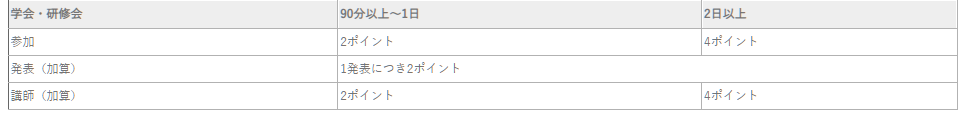 学会・研修会 90分以上～1日 2日以上
参加 2ポイント 4ポイント
発表（加算） 1発表につき2ポイント
講師（加算） 2ポイント 4ポイント